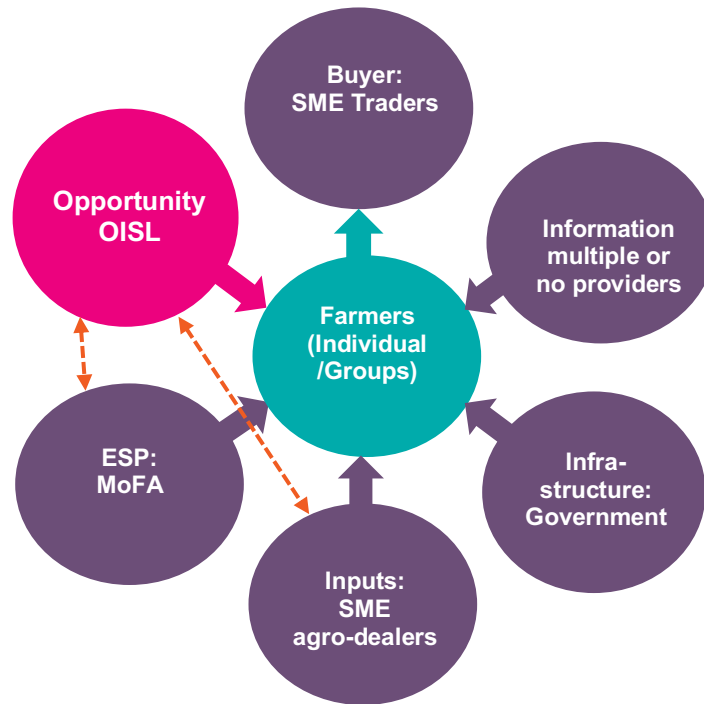 Buyer:
SME Traders
Opportunity
OISL
Information
multiple or
no providers
Farmers
(Individual
/Groups)
ESP:
MoFA
Infra-
structure:
Government
Inputs:
SME
agro-dealers